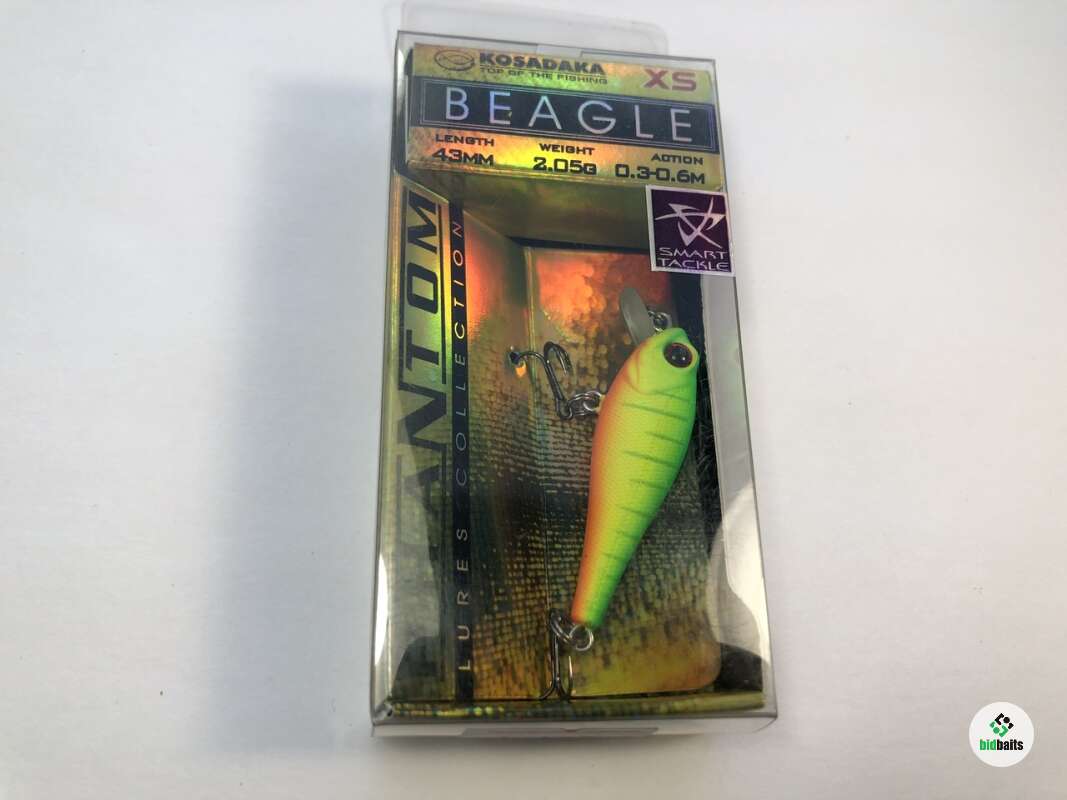 KOSADAKA
TOP OF THE FISHING
XS
BEAGLE
LENGTH
43MM
WEIGHT
2.05G
ACTION
0.3-0.6M
SMART
TACKLE
ANTOM
LURES COLLECTION
bidbaits